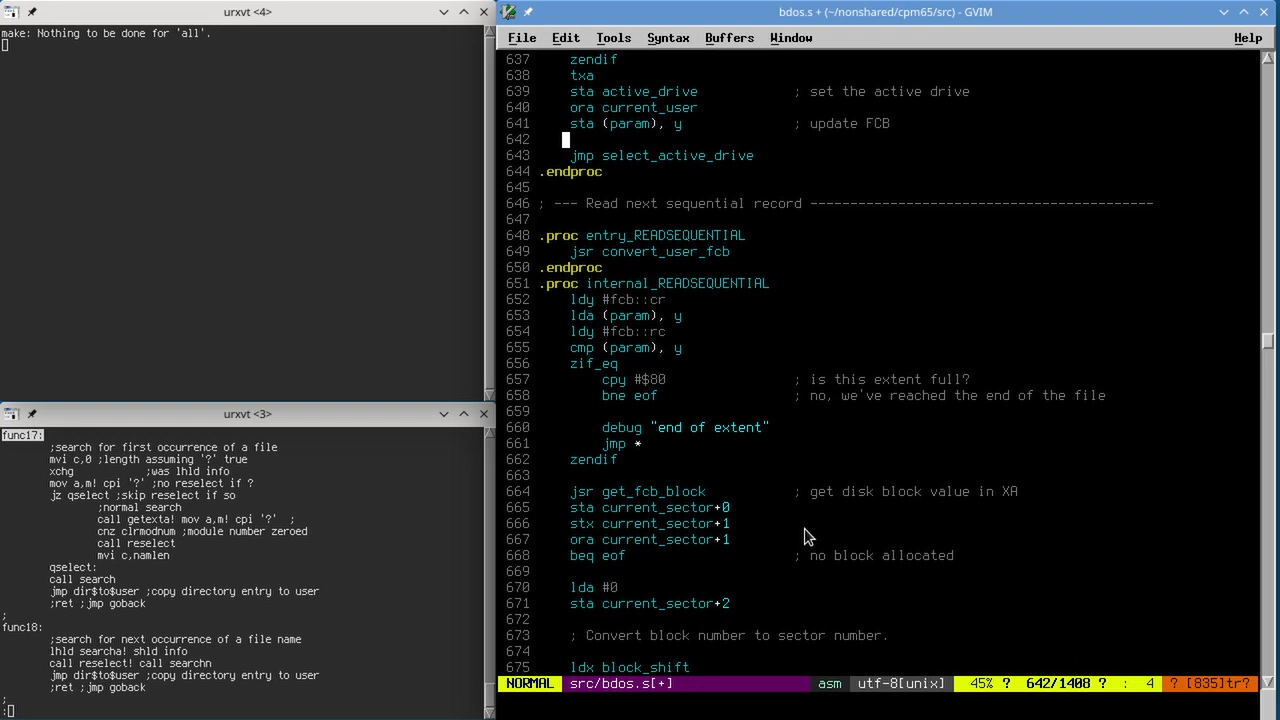 urxvt <4>
make: Nothing to be done for 'all'.
urxvt <3>
func17:
;search for first occurrence of a file
mvi c,0 ;length assuming '?' true
xchg ;was lhld info
mov a,m! cpi '?' ;no reselect if ?
jz qselect ;skip reselect if so
;normal search
call getexta! mov a,m! cpi '?' ;
cnz clrmodnum ;module number zeroed
call reselect
mvi c,namlen
qselect:
call search
jmp dir$to$user ;copy directory entry to user
;ret ;jmp goback
;
func18:
;search for next occurrence of a file name
lhld searcha! shld info
call reselect! call searchn
jmp dir$to$user ;copy directory entry to user
;ret ;jmp goback
;
:
bdos.s + (~/nonshared/cpm65/src) - GVIM
File Edit Tools Syntax Buffers Window Help
637 zendif
638 txa
639 sta active_drive ; set the active drive
640 ora current_user
641 sta (param), y ; update FCB
642
643 jmp select_active_drive
644 .endproc
645
646 ; --- Read next sequential record -------------------------------------------
647
648 .proc entry_READSEQUENTIAL
649 jsr convert_user_fcb
650 .endproc
651 .proc internal_READSEQUENTIAL
652 ldy #fcb::cr
653 lda (param), y
654 ldy #fcb::rc
655 cmp (param), y
656 zif_eq
657 cpy #$80 ; is this extent full?
658 bne eof ; no, we've reached the end of the file
659
660 debug "end of extent"
661 jmp *
662 zendif
663
664 jsr get_fcb_block ; get disk block value in XA
665 sta current_sector+0
666 stx current_sector+1
667 ora current_sector+1
668 beq eof ; no block allocated
669
670 lda #0
671 sta current_sector+2
672
673 ; Convert block number to sector number.
674
675 ldx block_shift
NORMAL src/bdos.s[+] asm utf-8[unix] 45% ? 642/1408 ? : 4 ? [835]tr?